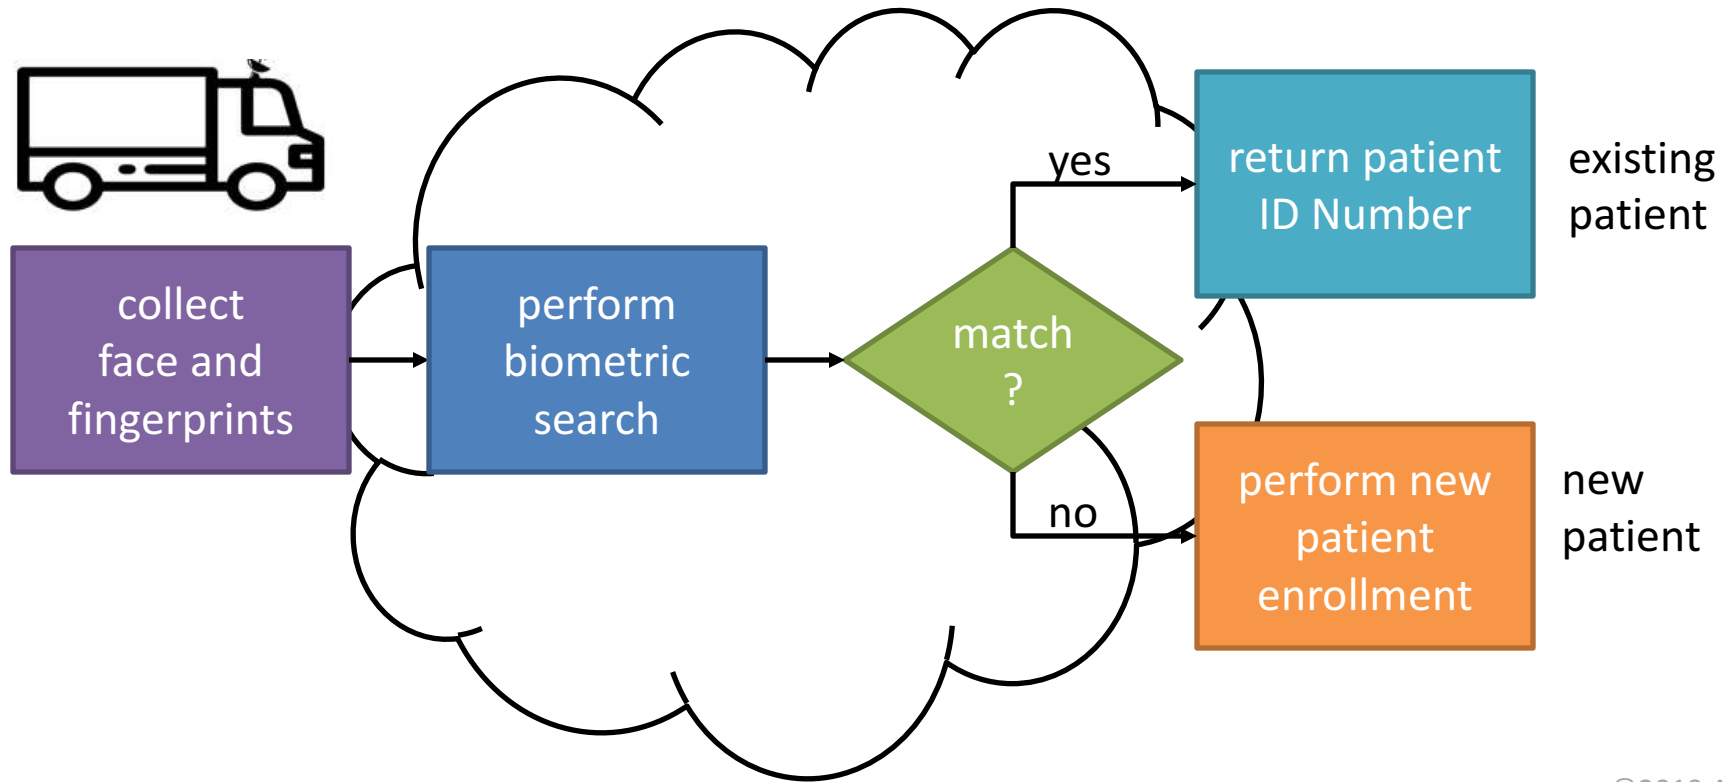 collect
face and
fingerprints
perform
biometric
search
match
?
yes
return patient
ID Number
existing
patient
no
perform new
patient
enrollment
new
patient